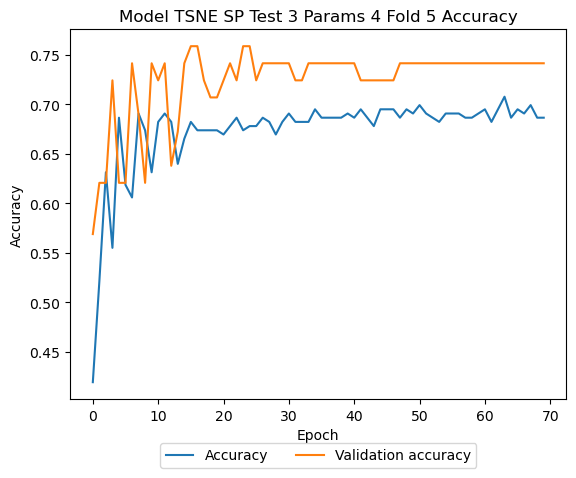 Model TSNE SP Test 3 Params 4 Fold 5 Accuracy
0.75
0.70
0.65
0.60
0.55
0.50
0.45
Accuracy
0 10 20 30 40 50 60 70
Epoch
Accuracy Validation accuracy